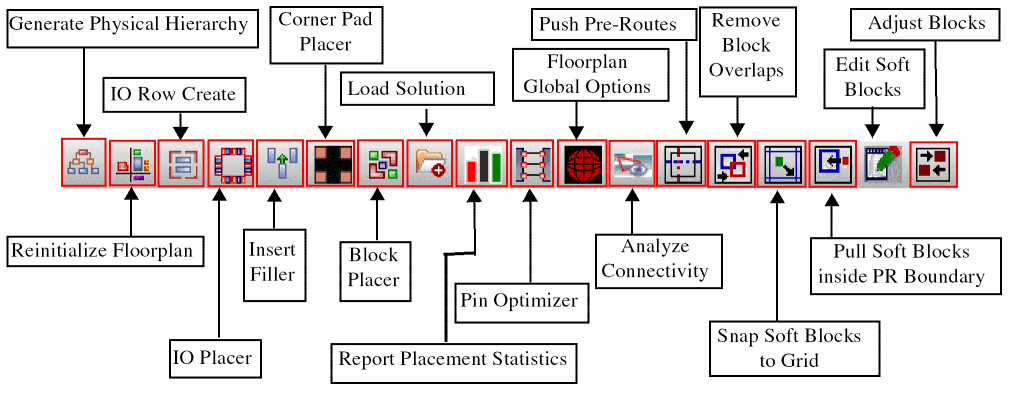 Generate Physical Hierarchy
Corner Pad
Placer
Push Pre-Routes
Remove
Block
Overlaps
Adjust Blocks
IO Row Create
Load Solution
Floorplan
Global Options
Edit Soft
Blocks
Reinitialize Floorplan
Insert
Filler
Block
Placer
Analyze
Connectivity
Pull Soft Blocks
inside PR Boundary
Pin Optimizer
IO Placer
Report Placement Statistics
Snap Soft Blocks
to Grid